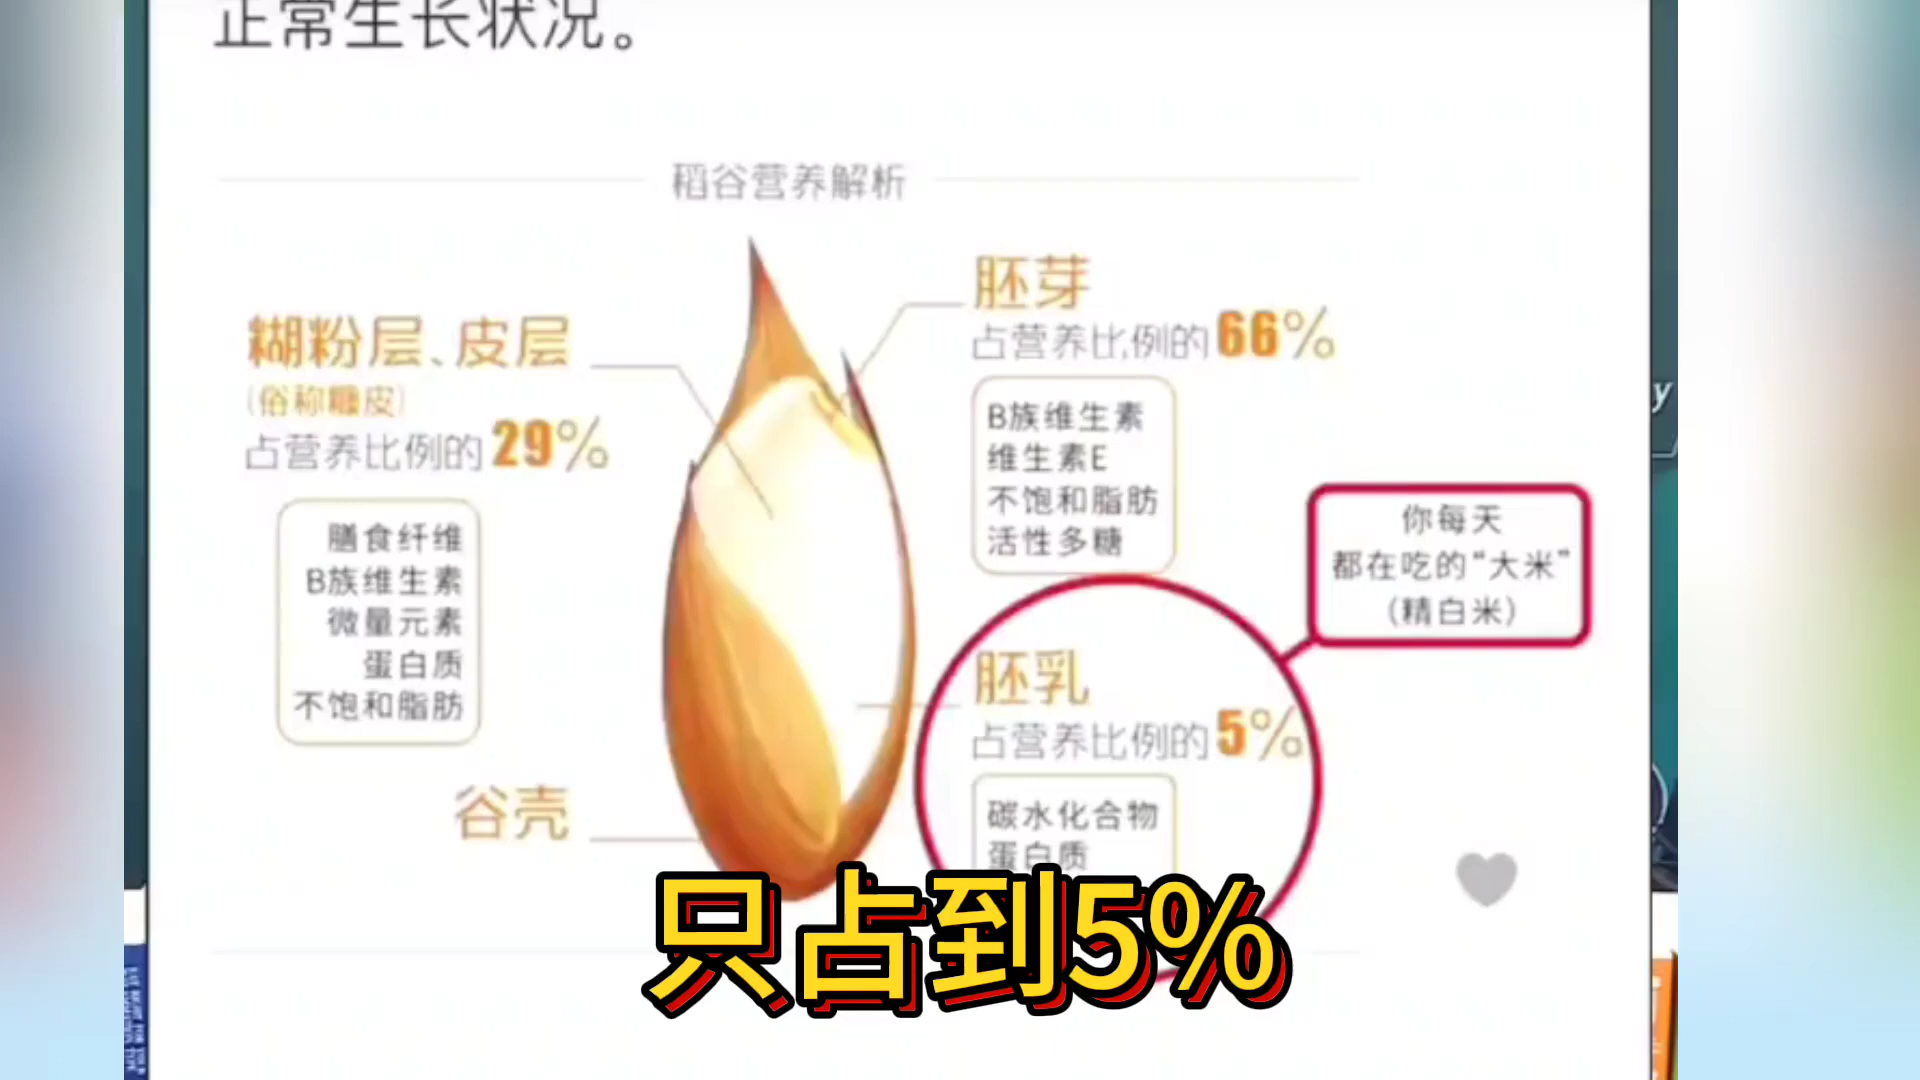 正常生长状况。
稻谷营养解析
糊粉层、皮层
(俗称糠皮)
占营养比例的29%
膳食纤维
B族维生素
微量元素
蛋白质
不饱和脂肪
谷壳
胚芽
占营养比例的66%
B族维生素
维生素E
不饱和脂肪
活性多糖
你每天
都在吃的“大米”
(精白米)
胚乳
占营养比例的5%
碳水化合物
蛋白质
只占到5%
y